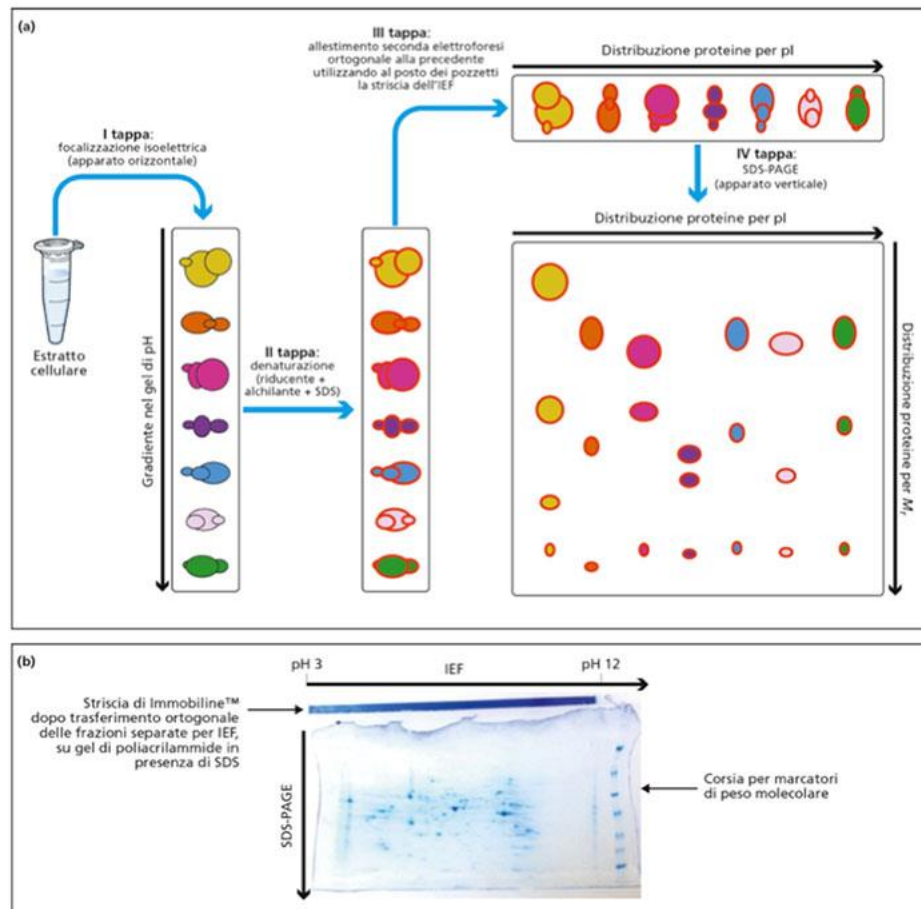 (a)
III tappa:
allestimento seconda elettroforesi
ortogonale alla precedente
utilizzando al posto dei pozzetti
la striscia dell'IEF
Distribuzione proteine per pI
I tappa:
focalizzazione isoelettrica
(apparato orizzontale)
IV tappa:
SDS-PAGE
(apparato verticale)
Distribuzione proteine per pI
Estratto
cellulare
Gradiente nel gel di pH
II tappa:
denaturazione
(riducente +
alchilante + SDS)
Distribuzione proteine per Mr
(b)
pH 3
IEF
pH 12
Striscia di Immobiline™
dopo trasferimento ortogonale
delle frazioni separate per IEF,
su gel di poliacrilammide in
presenza di SDS
SDS-PAGE
Corsia per marcatori
di peso molecolare